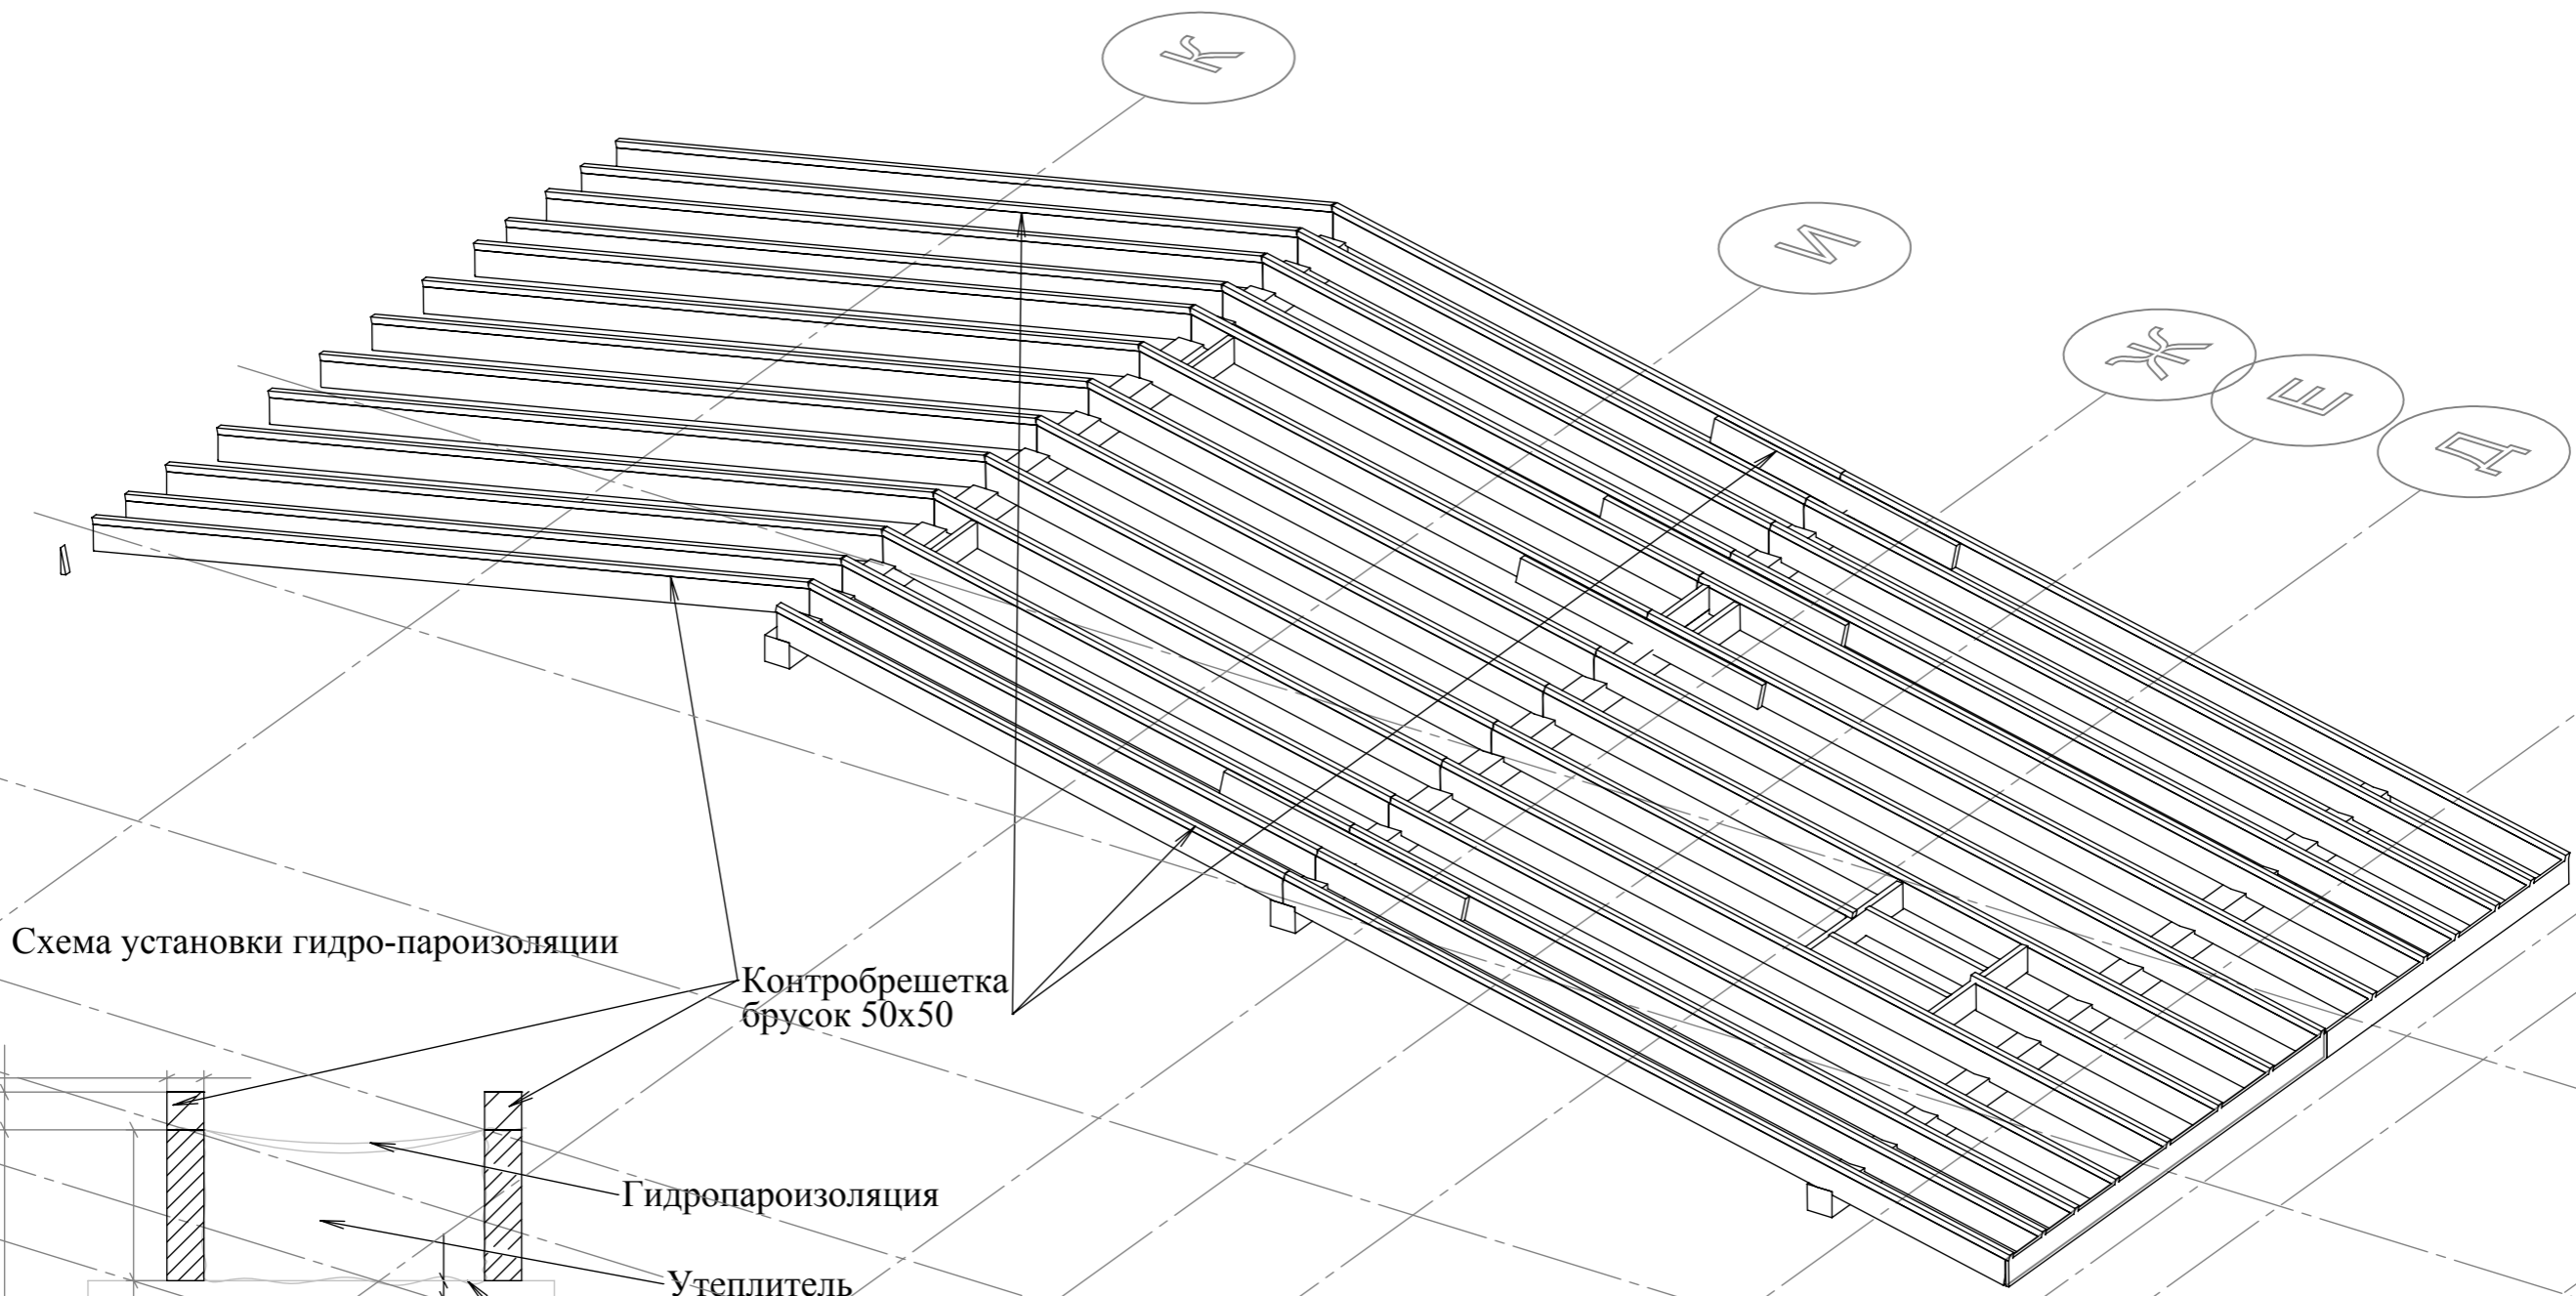 К
И
Ж
Е
Д
Схема установки гидро-пароизоляции
Контробрешетка
брусок 50х50
Гидропароизоляция
Утеплитель